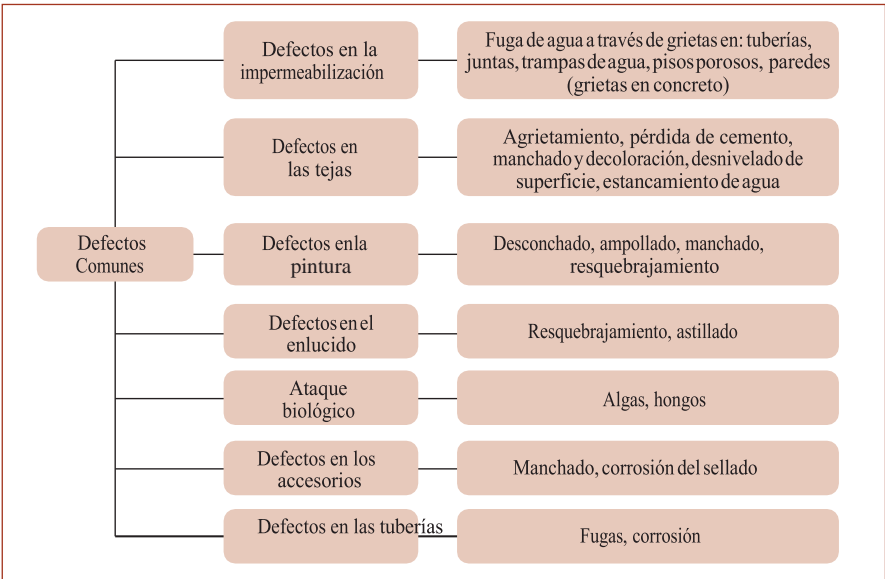 Defectos
Comunes
Defectos en la
impermeabilización
Fuga de agua a través de grietas en: tuberías,
juntas, trampas de agua, pisos porosos, paredes
(grietas en concreto)
Defectos en
las tejas
Agrietamiento, pérdida de cemento,
manchado y decoloración, desnivelado de
superficie, estancamiento de agua
Defectos enla
pintura
Desconchado, ampollado, manchado,
resquebrajamiento
Defectos en el
enlucido
Resquebrajamiento, astillado
Ataque
biológico
Algas, hongos
Defectos en los
accesorios
Manchado, corrosión del sellado
Defectos en las tuberías
Fugas, corrosión